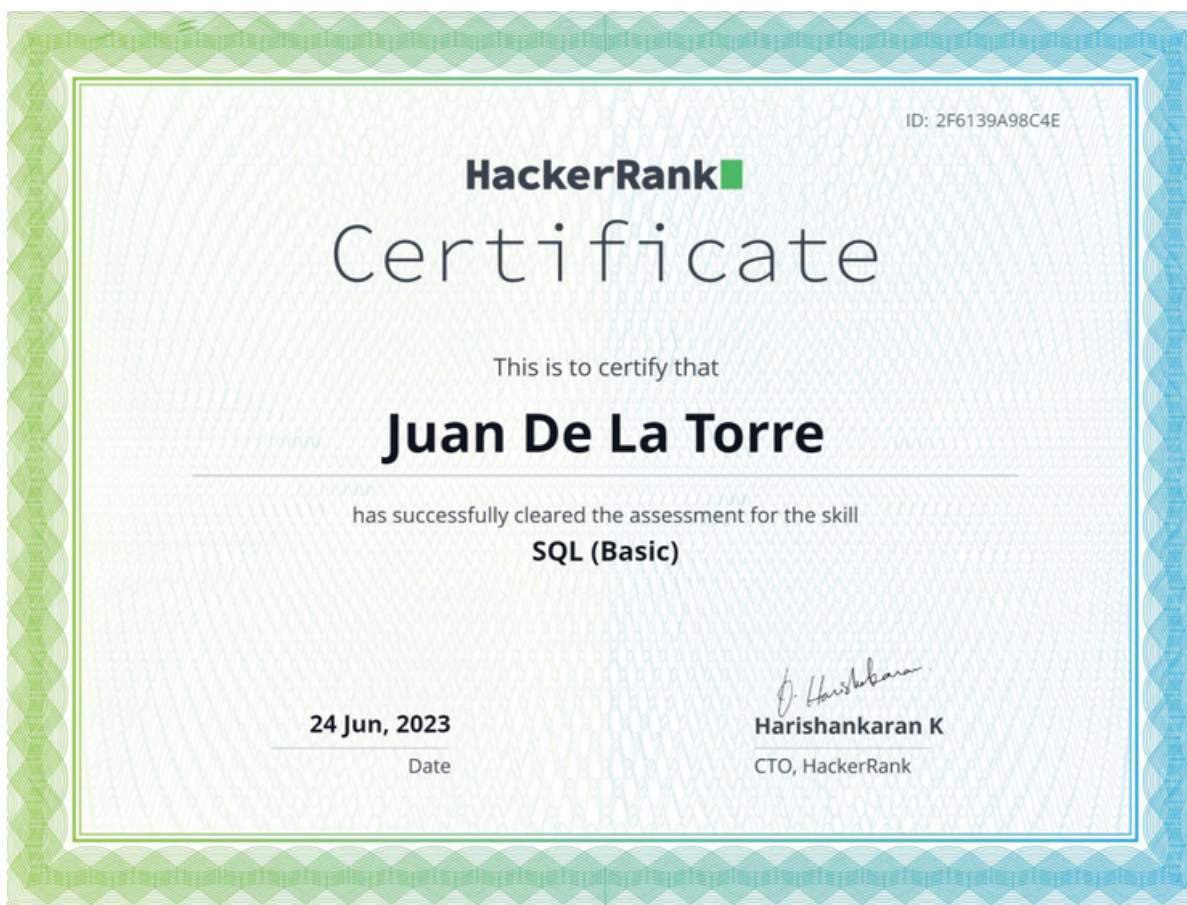 ID: 2F6139A98C4E
HackerRank
Certificate
This is to certify that
Juan De La Torre
has successfully cleared the assessment for the skill
SQL (Basic)
24 Jun, 2023
Date
Harishankaran K
CTO, HackerRank